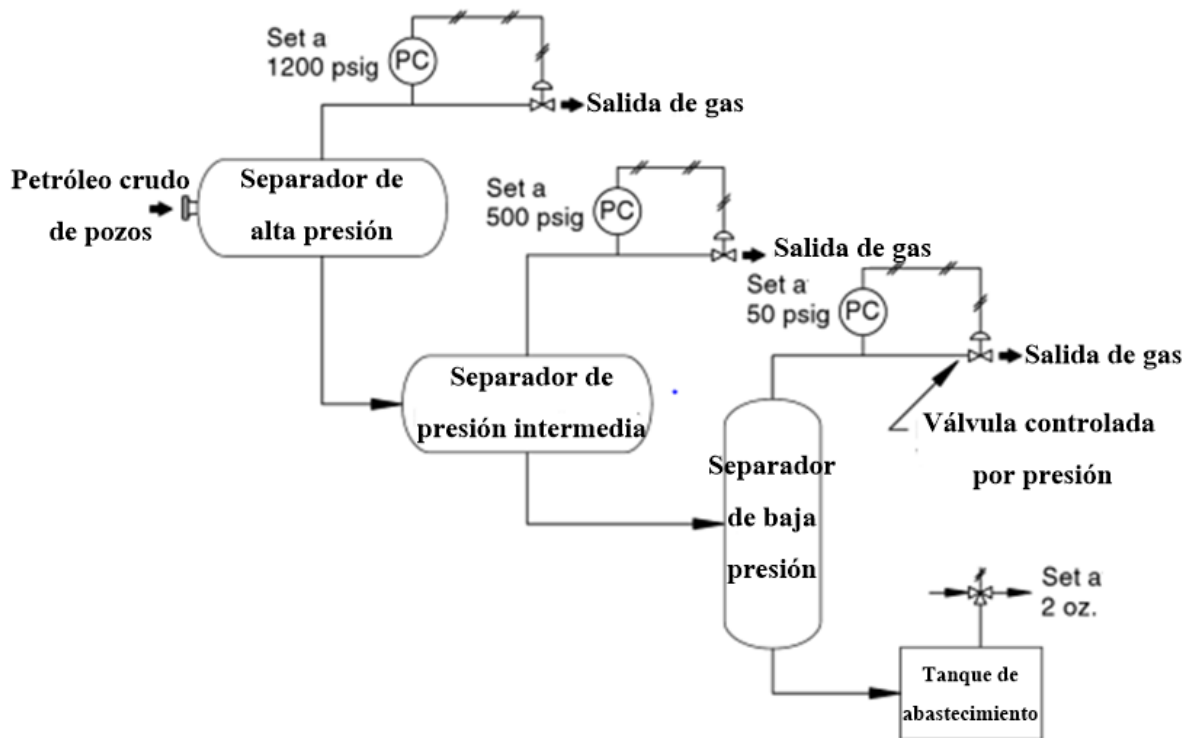 Set a
1200 psig
PC
Salida de gas
Petróleo crudo
de pozos
Separador de
alta presión
Set a
500 psig
PC
Salida de gas
Set a
50 psig
PC
Salida de gas
Válvula controlada
por presión
Separador de
presión intermedia
Separador
de baja
presión
Set a
2 oz.
Tanque de
abastecimiento